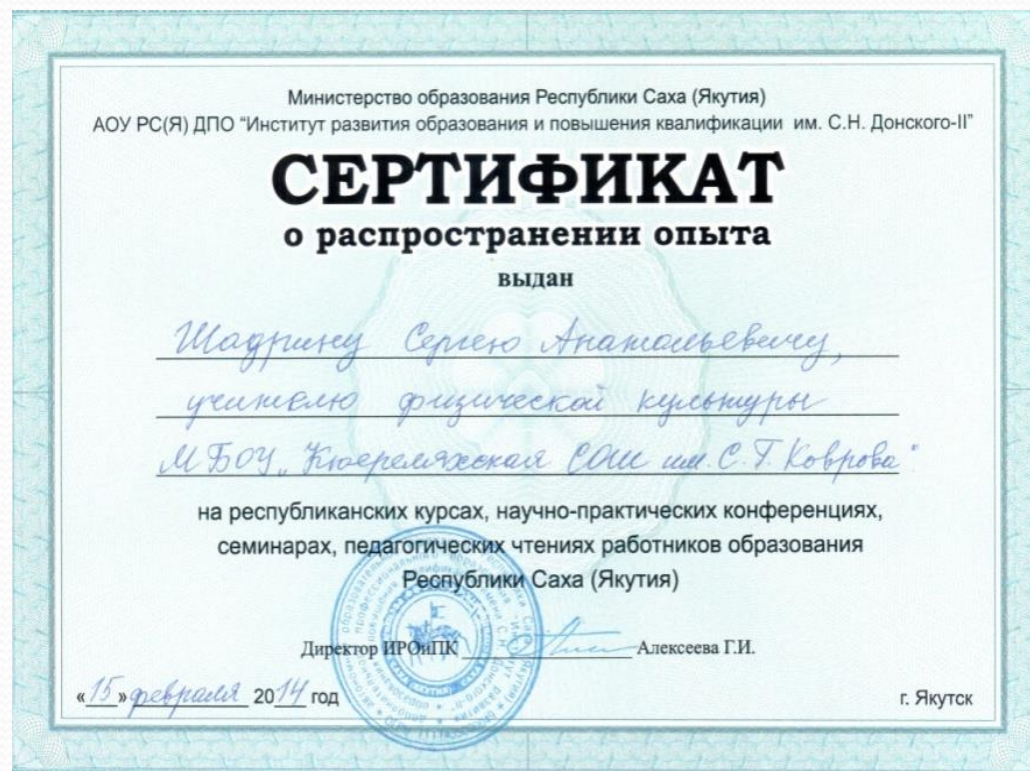 Министерство образования Республики Саха (Якутия)
АОУ РС(Я) ДПО "Институт развития образования и повышения квалификации им. С.Н. Донского-II"
СЕРТИФИКАТ
о распространении опыта
выдан
Шадрину Сергею Анатольевичу,
учителю физической культуры
МБОУ „Кюереляхская СОШ им. С. Г. Коврова"
на республиканских курсах, научно-практических конференциях,
семинарах, педагогических чтениях работников образования
Республики Саха (Якутия)
Директор ИРОиПК Алексеева Г.И.
«15» февраля 2014 год г. Якутск